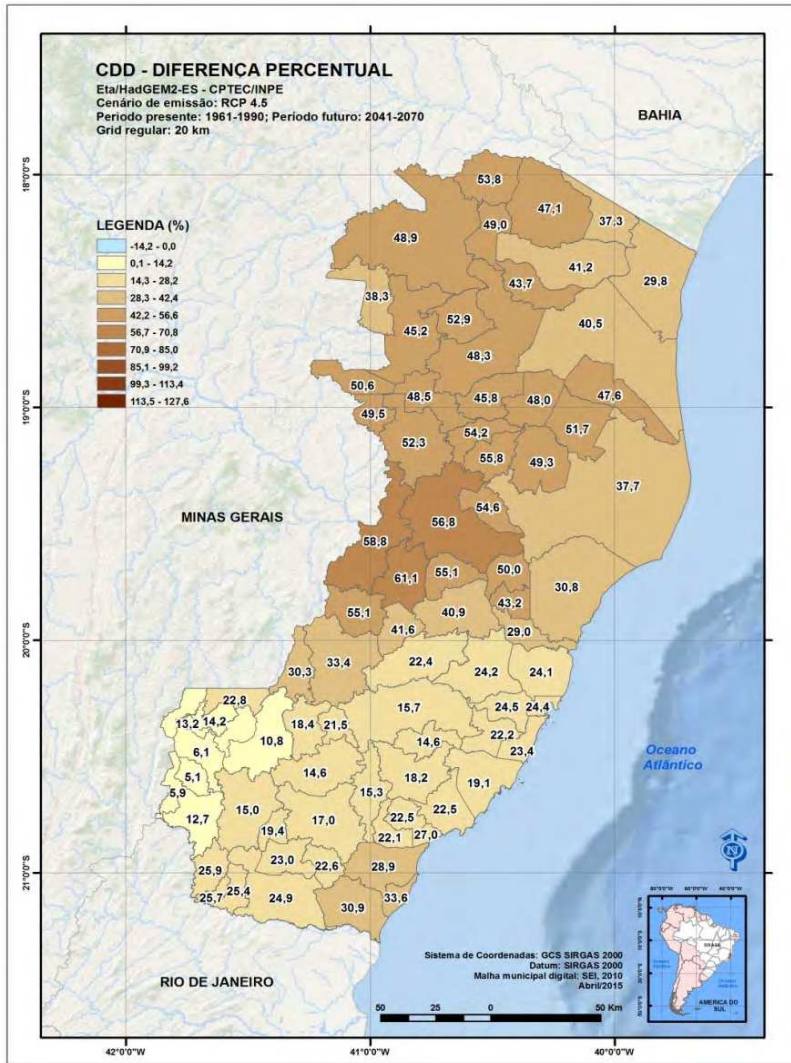 CDD - DIFERENÇA PERCENTUAL
Eta/HadGEM2-ES - CPTEC/INPE
Cenário de emissão: RCP 4.5
Periodo presente: 1961-1990; Período futuro: 2041-2070
Grid regular: 20 km
BAHIA
18°0'0"S
53,8
47,1
37,3
49,0
LEGENDA (%)
-14,2 - 0,0
0,1 - 14,2
14,3 - 28,2
28,3 - 42,4
42,2 - 56,6
56,7 - 70,8
70,9 - 85,0
85,1 - 99,2
99,3 - 113,4
113,5 - 127,6
48,9
41,2
29,8
43,7
38,3
40,5
52,9
45,2
48,3
50,6
48,5
45,8
48,0
47,6
19°0'0"S
49,5
51,7
54,2
52,3
55,8
49,3
37,7
54,6
MINAS GERAIS
56,8
58,8
61,1
55,1
50,0
30,8
43,2
55,1
40,9
41,6
29,0
20°0'0"S
33,4
30,3
22,4
24,2
24,1
22,8
15,7
24,5
24,4
13,2
14,2
18,4
21,5
10,8
22,2
14,6
23,4
6,1
Oceano
Atlântico
5,1
14,6
18,2
19,1
5,9
15,3
15,0
17,0
22,5
22,5
12,7
19,4
22,1
27,0
23,0
22,6
28,9
21°0'0"S
25,9
25,7
25,4
24,9
30,9
33,6
Sistema de Coordenadas: GCS SIRGAS 2000
Datum: SIRGAS 2000
Malha municipal digital: SEI, 2010
Abril/2015
RIO DE JANEIRO
50
25
0
50 Km
N
80°0'0"W
60°0'0"W
40°0'0"W
BRASIL
AMERICA DO
SUL
42°0'0"W
41°0'0"W
40°0'0"W